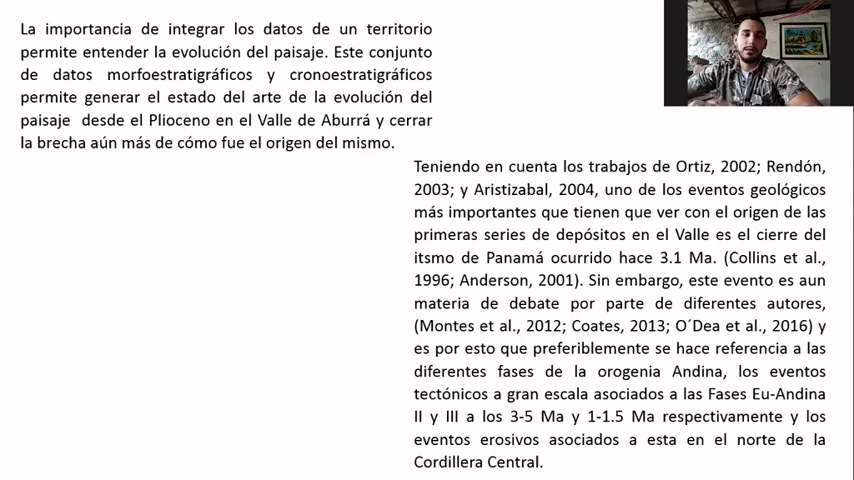 La importancia de integrar los datos de un territorio
permite entender la evolución del paisaje. Este conjunto
de datos morfoestratigráficos y cronoestratigráficos
permite generar el estado del arte de la evolución del
paisaje desde el Plioceno en el Valle de Aburrá y cerrar
la brecha aún más de cómo fue el origen del mismo.
Teniendo en cuenta los trabajos de Ortiz, 2002; Rendón,
2003; y Aristizabal, 2004, uno de los eventos geológicos
más importantes que tienen que ver con el origen de las
primeras series de depósitos en el Valle es el cierre del
itsmo de Panamá ocurrido hace 3.1 Ma. (Collins et al.,
1996; Anderson, 2001). Sin embargo, este evento es aun
materia de debate por parte de diferentes autores,
(Montes et al., 2012; Coates, 2013; O´Dea et al., 2016) y
es por esto que preferiblemente se hace referencia a las
diferentes fases de la orogenia Andina, los eventos
tectónicos a gran escala asociados a las Fases Eu-Andina
II y III a los 3-5 Ma y 1-1.5 Ma respectivamente y los
eventos erosivos asociados a esta en el norte de la
Cordillera Central.